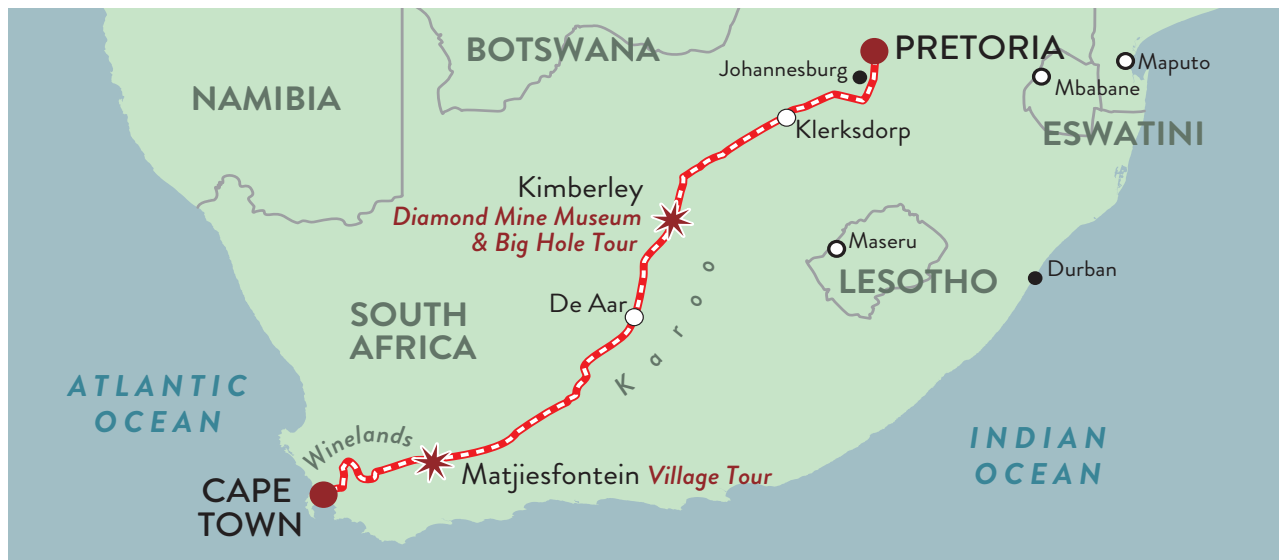 BOTSWANA
PRETORIA
Johannesburg
Maputo
Mbabane
NAMIBIA
Klerksdorp
ESWATINI
Kimberley
Diamond Mine Museum
& Big Hole Tour
Maseru
LESOTHO
Durban
De Aar
SOUTH
AFRICA
Karoo
ATLANTIC
OCEAN
Winelands
INDIAN
OCEAN
Matjiesfontein Village Tour
CAPE
TOWN